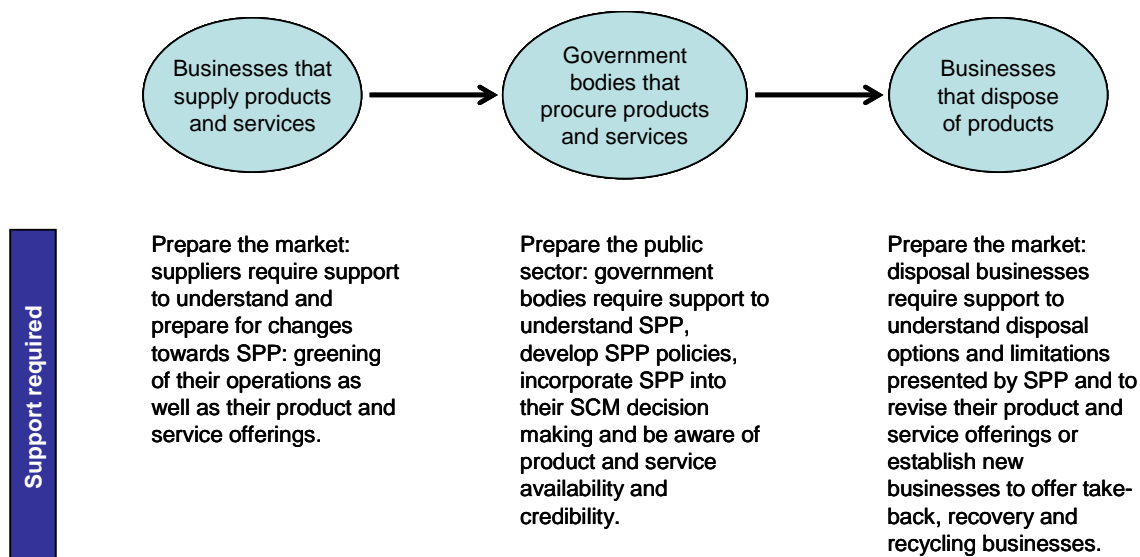 Businesses that
supply products
and services
Government
bodies that
procure products
and services
Businesses
that dispose
of products
Support required
Prepare the market:
suppliers require support
to understand and
prepare for changes
towards SPP: greening
of their operations as
well as their product and
service offerings.
Prepare the public
sector: government
bodies require support to
understand SPP,
develop SPP policies,
incorporate SPP into
their SCM decision
making and be aware of
product and service
availability and
credibility.
Prepare the market:
disposal businesses
require support to
understand disposal
options and limitations
presented by SPP and to
revise their product and
service offerings or
establish new
businesses to offer take-
back, recovery and
recycling businesses.